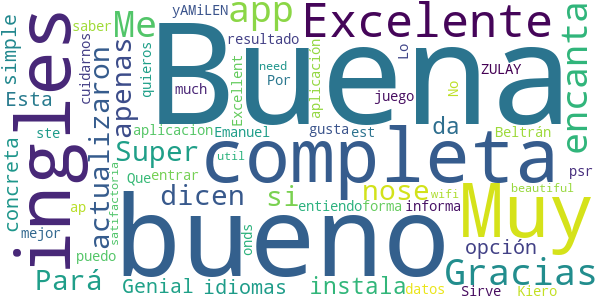 yAMiLEN
app
Excelente
saber
Me
simple
cuidarnos
ingles
actualizaron
apenas
quieros
resultado
Excellent
need
Por
aplicación
Buena
Lo
ZULAY
No
encanta
much
juego
Esta
ste
aplicacion
Emanuel
gusta
est
da
Beltrán
concreta
Super
completa
Que
entrar
util
dicen
si
entiendo
forma
nose
wifi
psr
beautiful
Muy
satifactoria
bueno
informa
opción
mejor
ap
puedo
onds
Pará
Genial
idiomas
instala
datos
Gracias
Sirve
Kiero